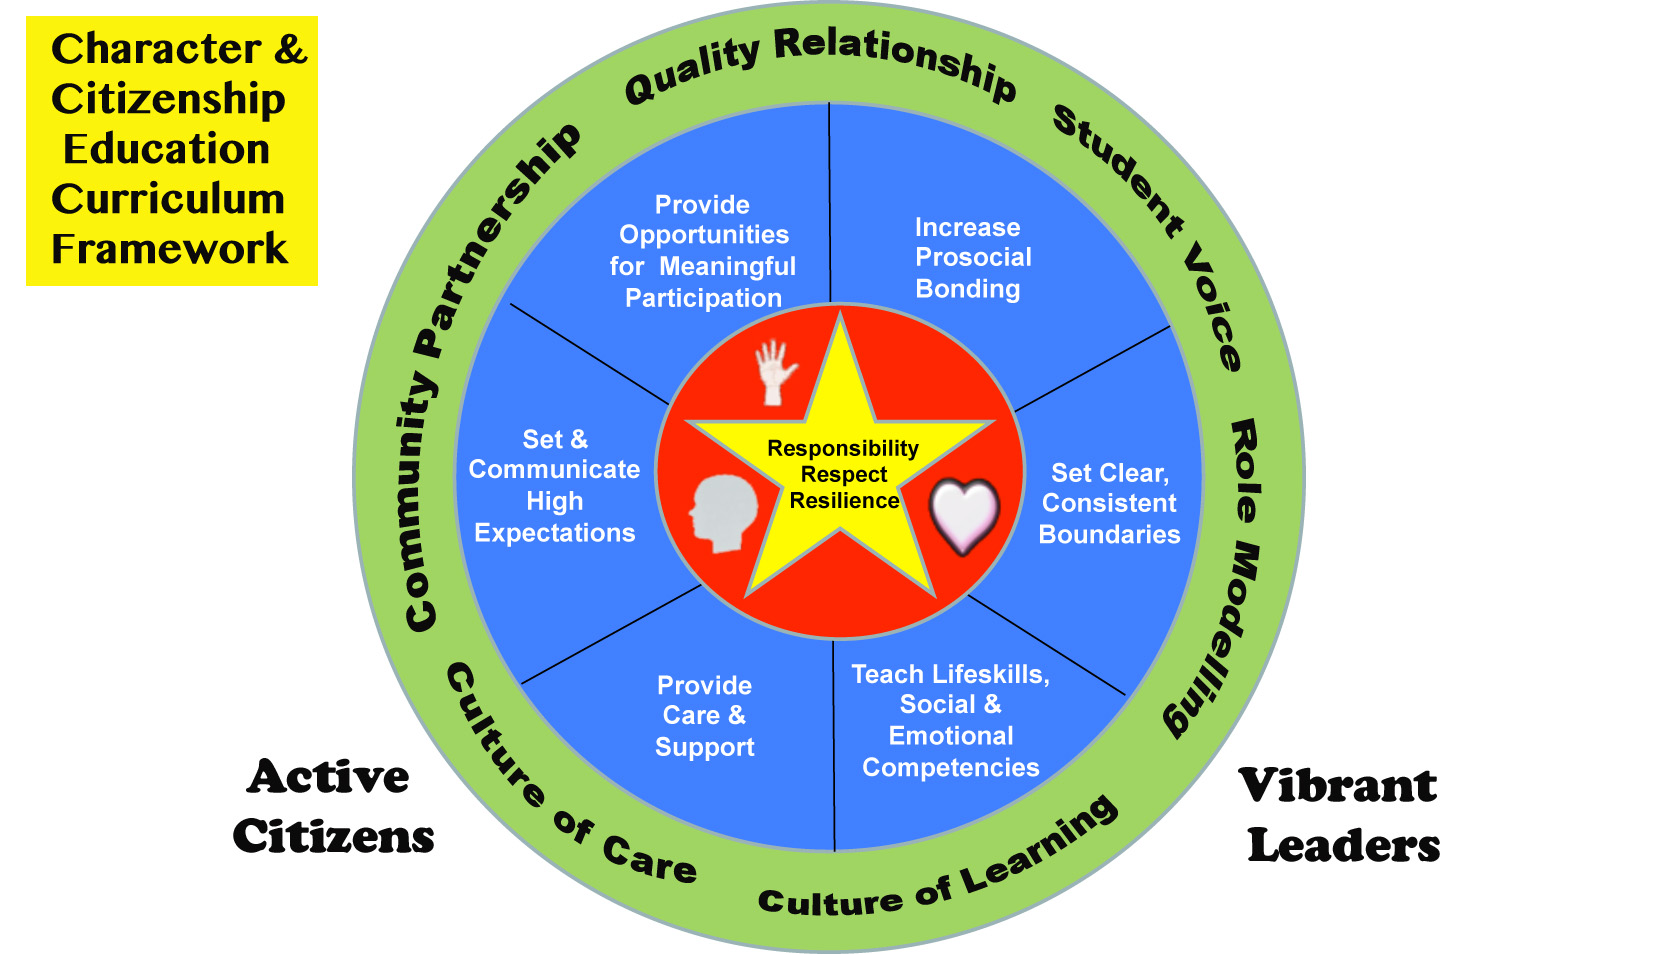 Character &
Citizenship
Education
Curriculum
Framework
Quality Relationship
Student Voice
Role Modelling
Culture of Learning
Culture of Care
Community Partnership
Provide
Opportunities
for Meaningful
Participation
Increase
Prosocial
Bonding
Set Clear,
Consistent
Boundaries
Teach Lifeskills,
Social &
Emotional
Competencies
Provide
Care &
Support
Set &
Communicate
High
Expectations
Responsibility
Respect
Resilience
Active
Citizens
Vibrant
Leaders